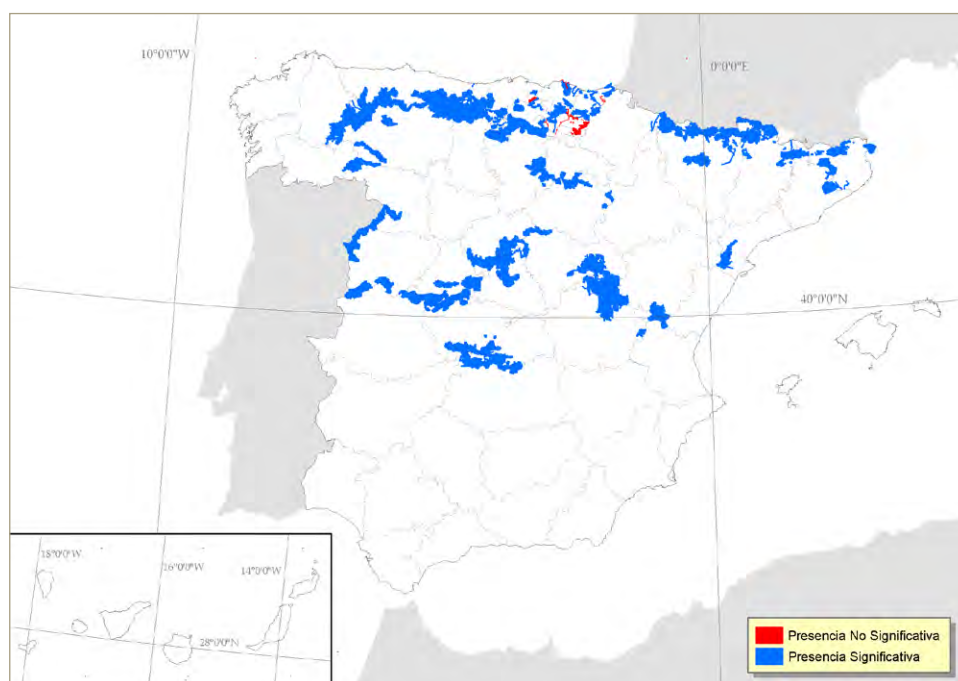 10°0'0"W
0°0'0"E
40°0'0"N
18°0'0"W
16°0'0"W
14°0'0"W
28°0'0"N
Presencia No Significativa
Presencia Significativa